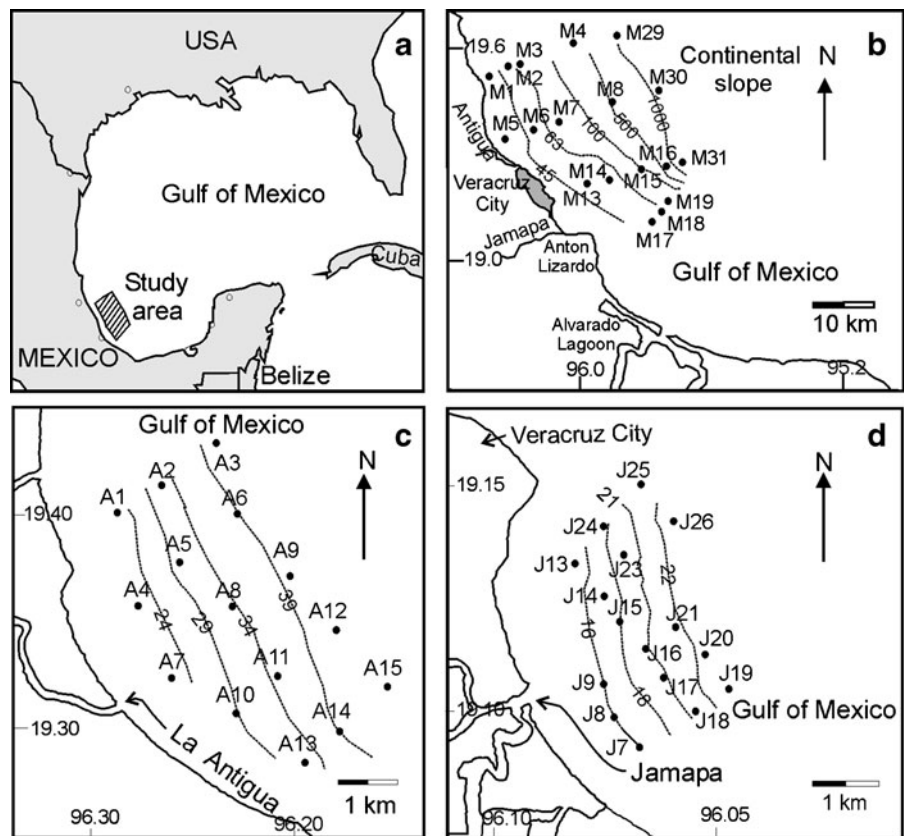 USA
a
Gulf of Mexico
Cuba
Study
area
MEXICO
Belize
b
M4
M29
19.6
M3
Continental
slope
N
M2
M1
M30
M8
1000
500
M7
M6
M5
100
63
Antigua
M16
M31
M15
45
M14
Veracruz
City
M13
M19
M18
M17
Jamapa
Anton
Lizardo
19.0
Gulf of Mexico
10 km
Alvarado
Lagoon
96.0
95.2
c
Gulf of Mexico
N
A3
A2
A1
A6
19.40
A5
A9
A4
A8
39
24
29
34
A12
A7
A11
A15
A10
A14
19.30
A13
La Antigua
1 km
96.30
96.20
d
Veracruz City
N
J25
19.15
21
J24
J26
J13
J23
22
J14
J15
16
J21
J16
J20
J9
J17
J19
18
19.10
J8
J18
Gulf of Mexico
J7
Jamapa
1 km
96.10
96.05